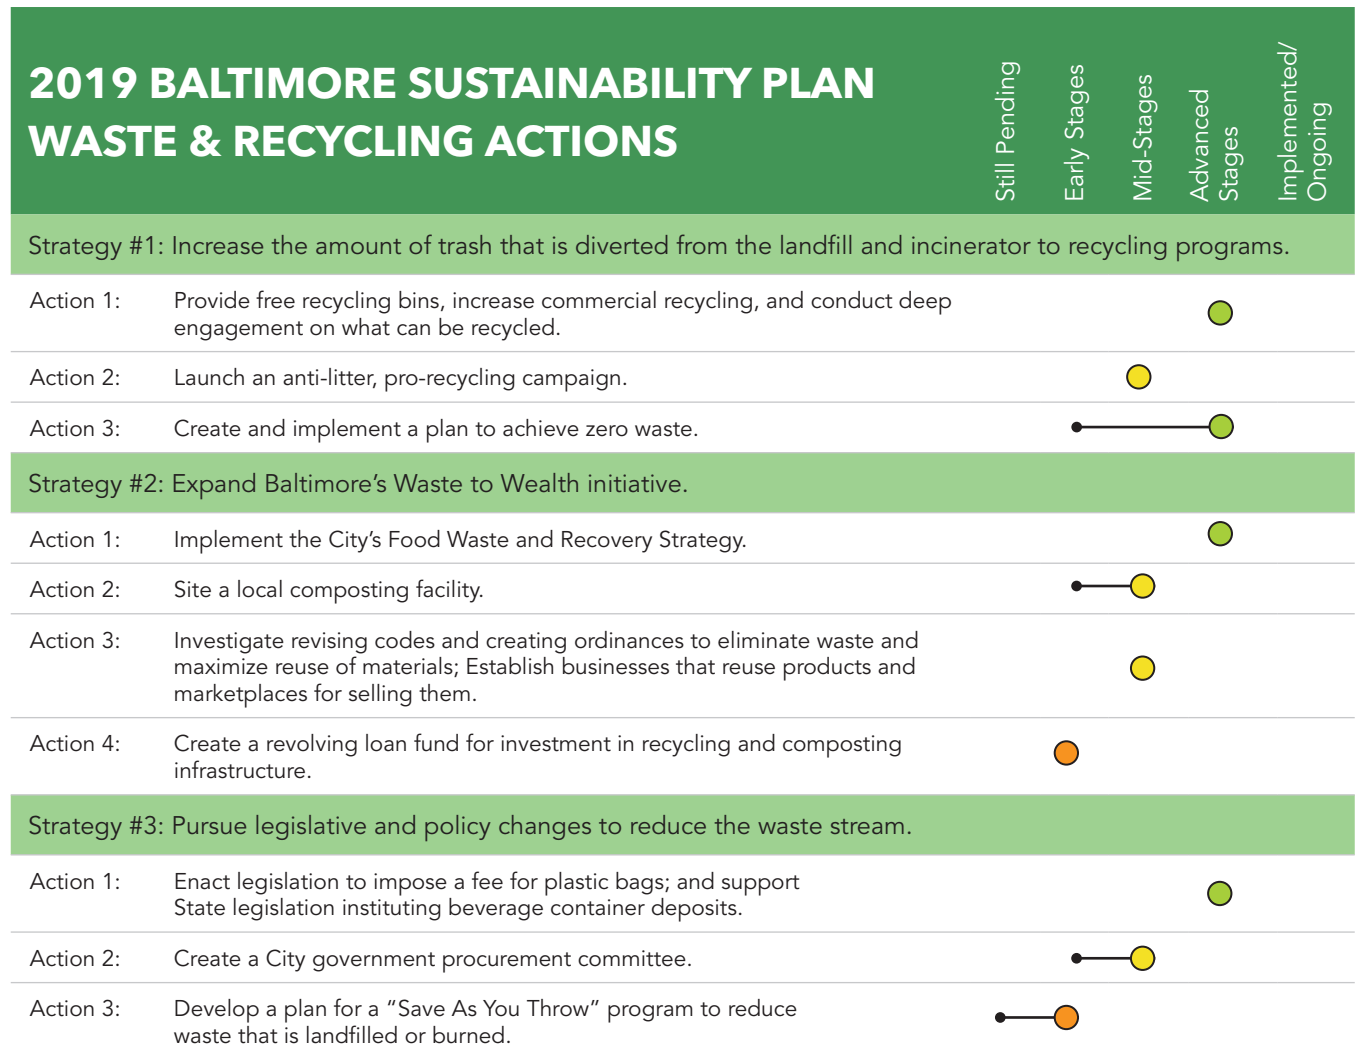 2019 BALTIMORE SUSTAINABILITY PLAN
WASTE & RECYCLING ACTIONS
Still Pending
Early Stages
Mid-Stages
Advanced
Stages
Implemented/
Ongoing
Strategy #1: Increase the amount of trash that is diverted from the landfill and incinerator to recycling programs.
Action 1: Provide free recycling bins, increase commercial recycling, and conduct deep
engagement on what can be recycled.
Action 2: Launch an anti-litter, pro-recycling campaign.
Action 3: Create and implement a plan to achieve zero waste.
Strategy #2: Expand Baltimore’s Waste to Wealth initiative.
Action 1: Implement the City’s Food Waste and Recovery Strategy.
Action 2: Site a local composting facility.
Action 3: Investigate revising codes and creating ordinances to eliminate waste and
maximize reuse of materials; Establish businesses that reuse products and
marketplaces for selling them.
Action 4: Create a revolving loan fund for investment in recycling and composting
infrastructure.
Strategy #3: Pursue legislative and policy changes to reduce the waste stream.
Action 1: Enact legislation to impose a fee for plastic bags; and support
State legislation instituting beverage container deposits.
Action 2: Create a City government procurement committee.
Action 3: Develop a plan for a “Save As You Throw” program to reduce
waste that is landfilled or burned.